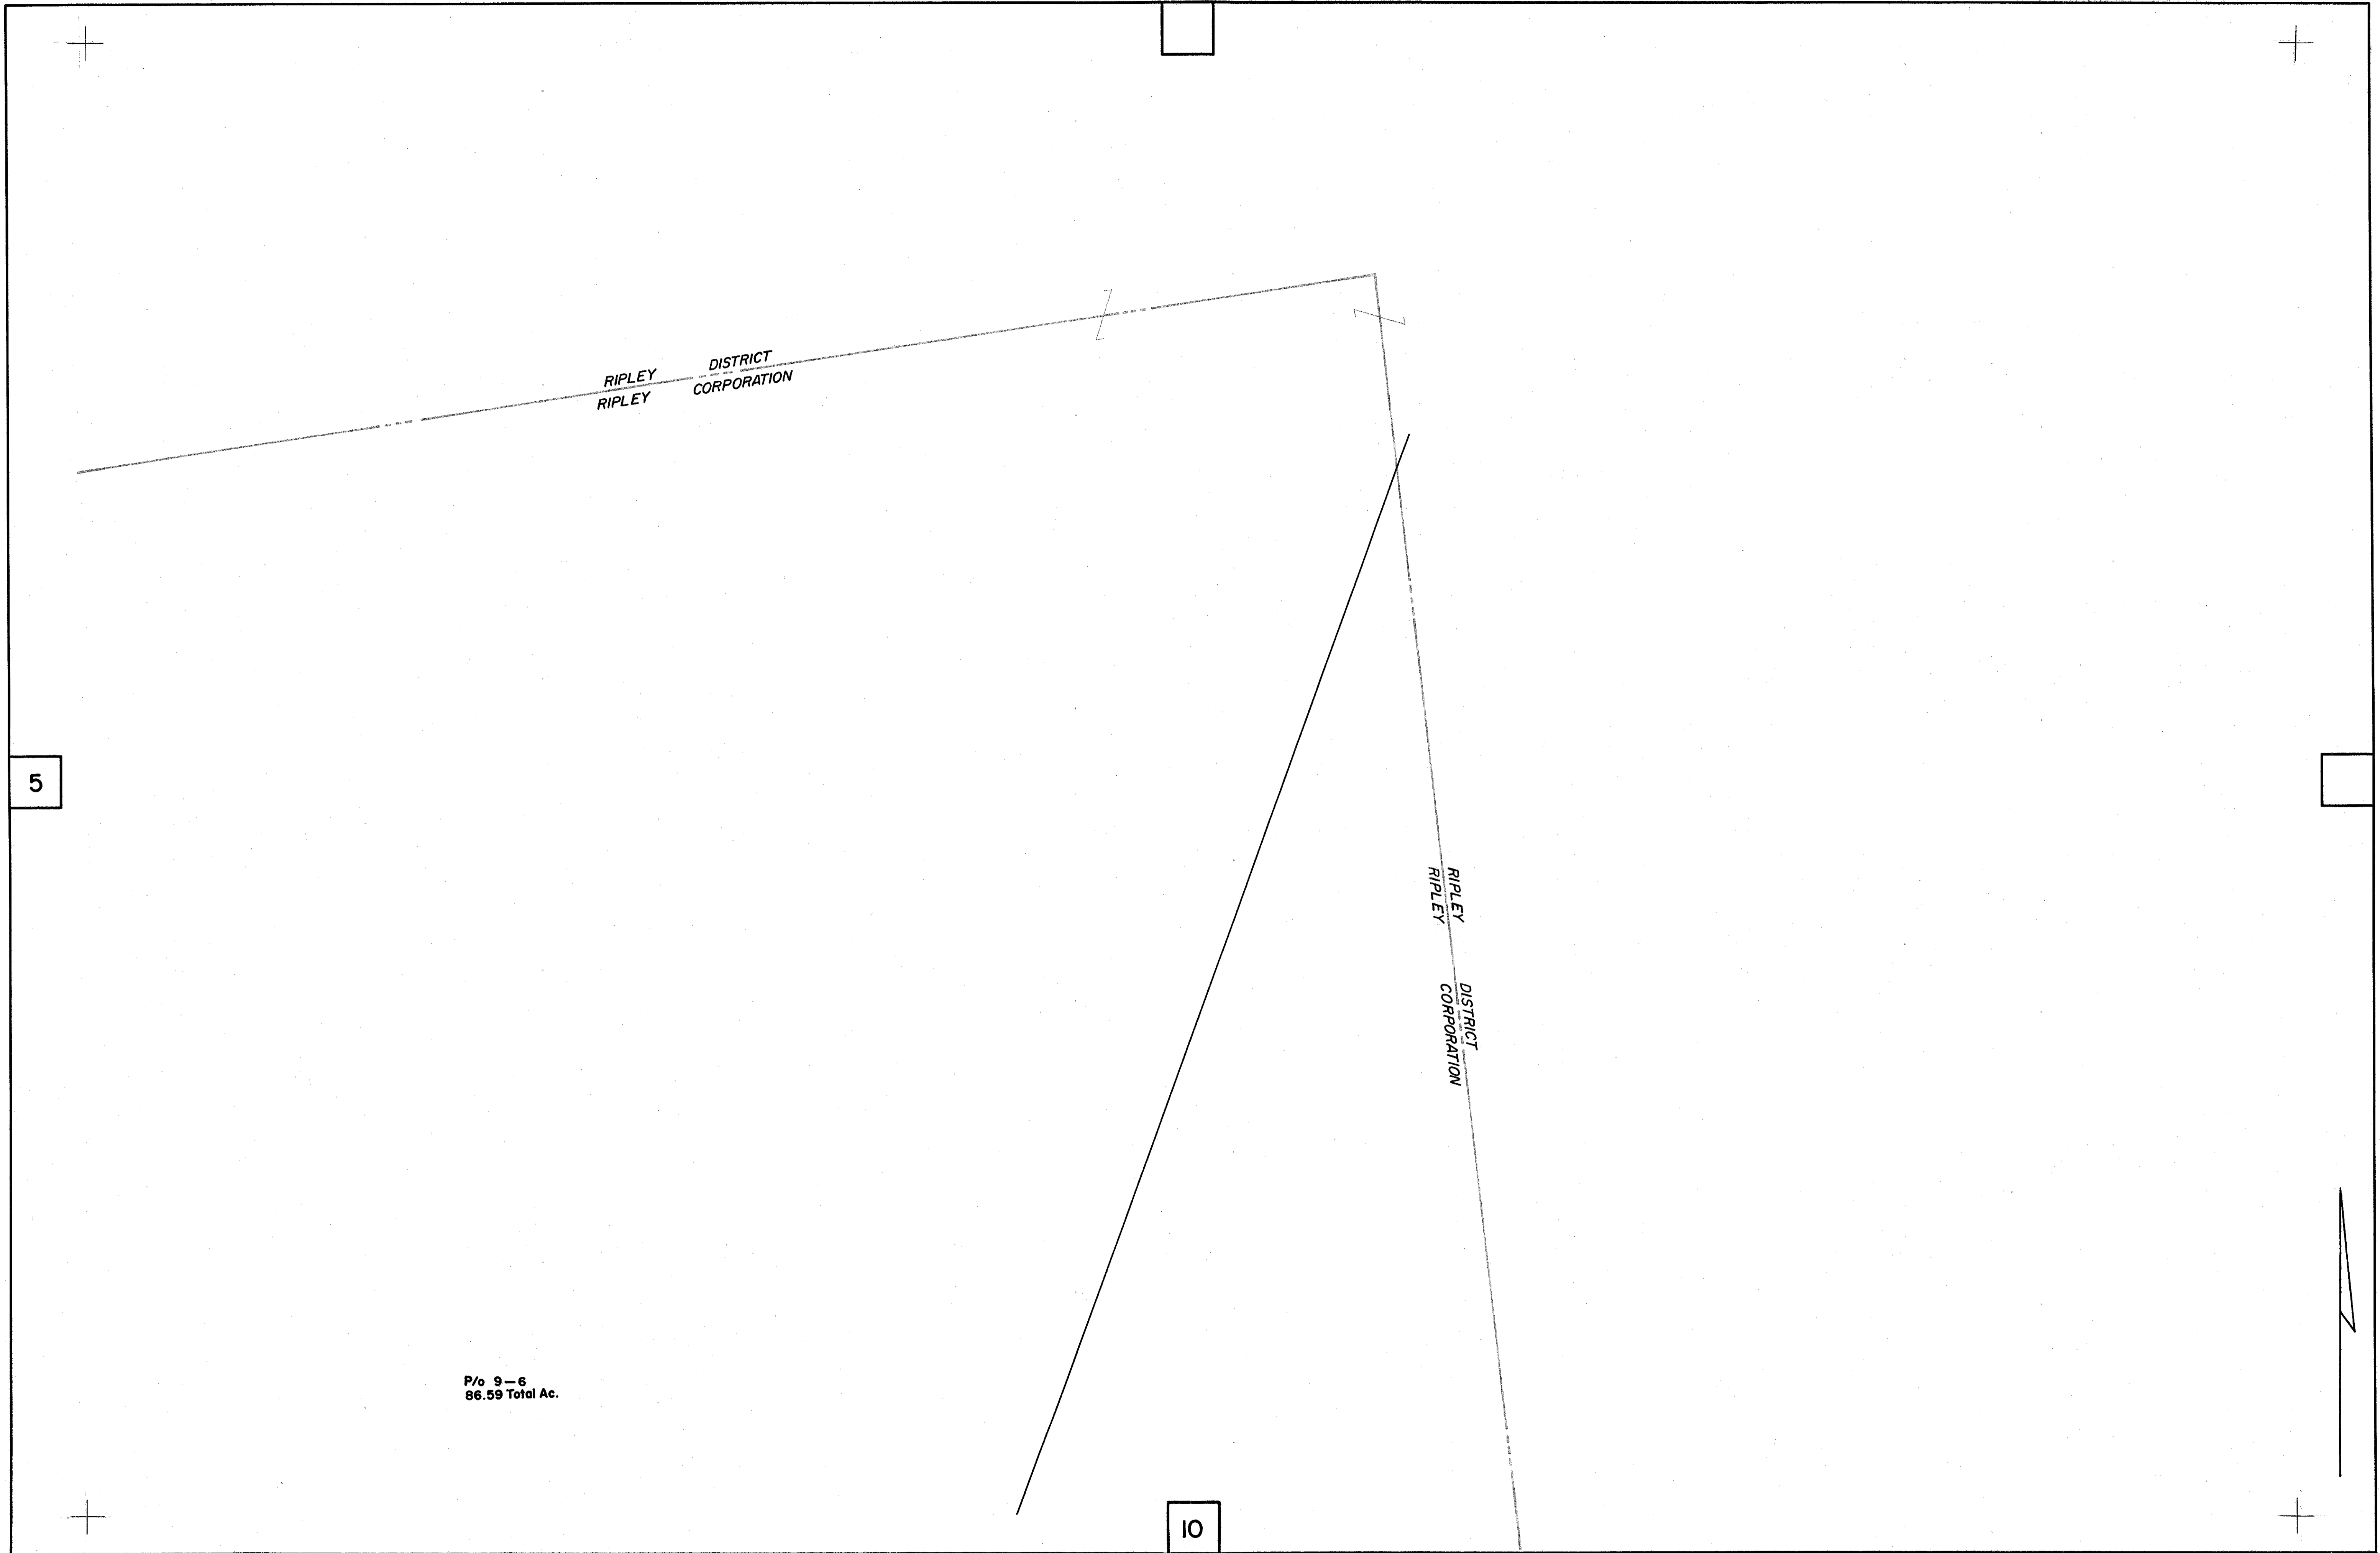 RIPLEY DISTRICT
RIPLEY CORPORATION
5
RIPLEY DISTRICT
RIPLEY CORPORATION
P/o 9—6
86.59 Total Ac.
10